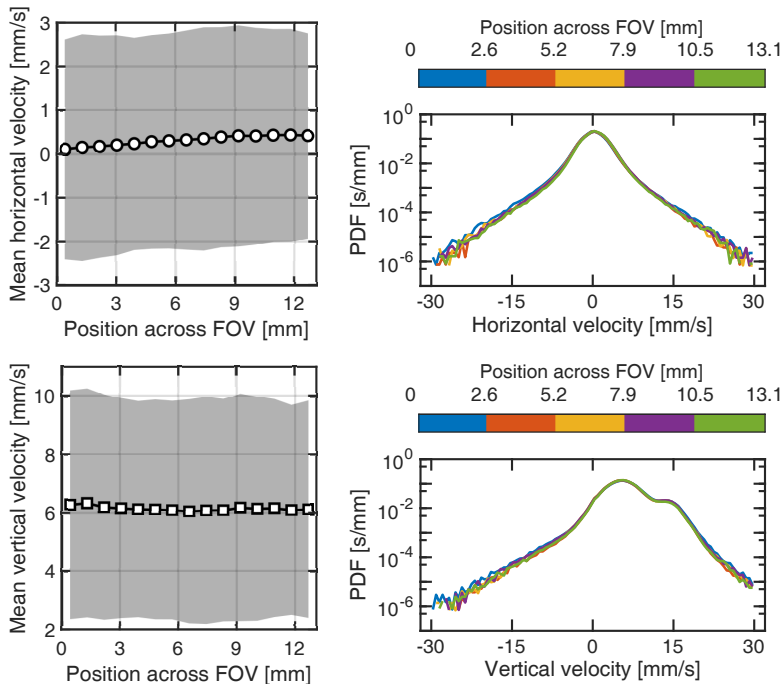 Mean horizontal velocity [mm/s]
3
2
1
0
-1
-2
-3
0 3 6 9 12
Position across FOV [mm]
Position across FOV [mm]
0 2.6 5.2 7.9 10.5 13.1
PDF [s/mm]
10^0
10^-2
10^-4
10^-6
-30 -15 0 15 30
Horizontal velocity [mm/s]
Mean vertical velocity [mm/s]
10
8
6
4
2
0 3 6 9 12
Position across FOV [mm]
Position across FOV [mm]
0 2.6 5.2 7.9 10.5 13.1
PDF [s/mm]
10^0
10^-2
10^-4
10^-6
-30 -15 0 15 30
Vertical velocity [mm/s]